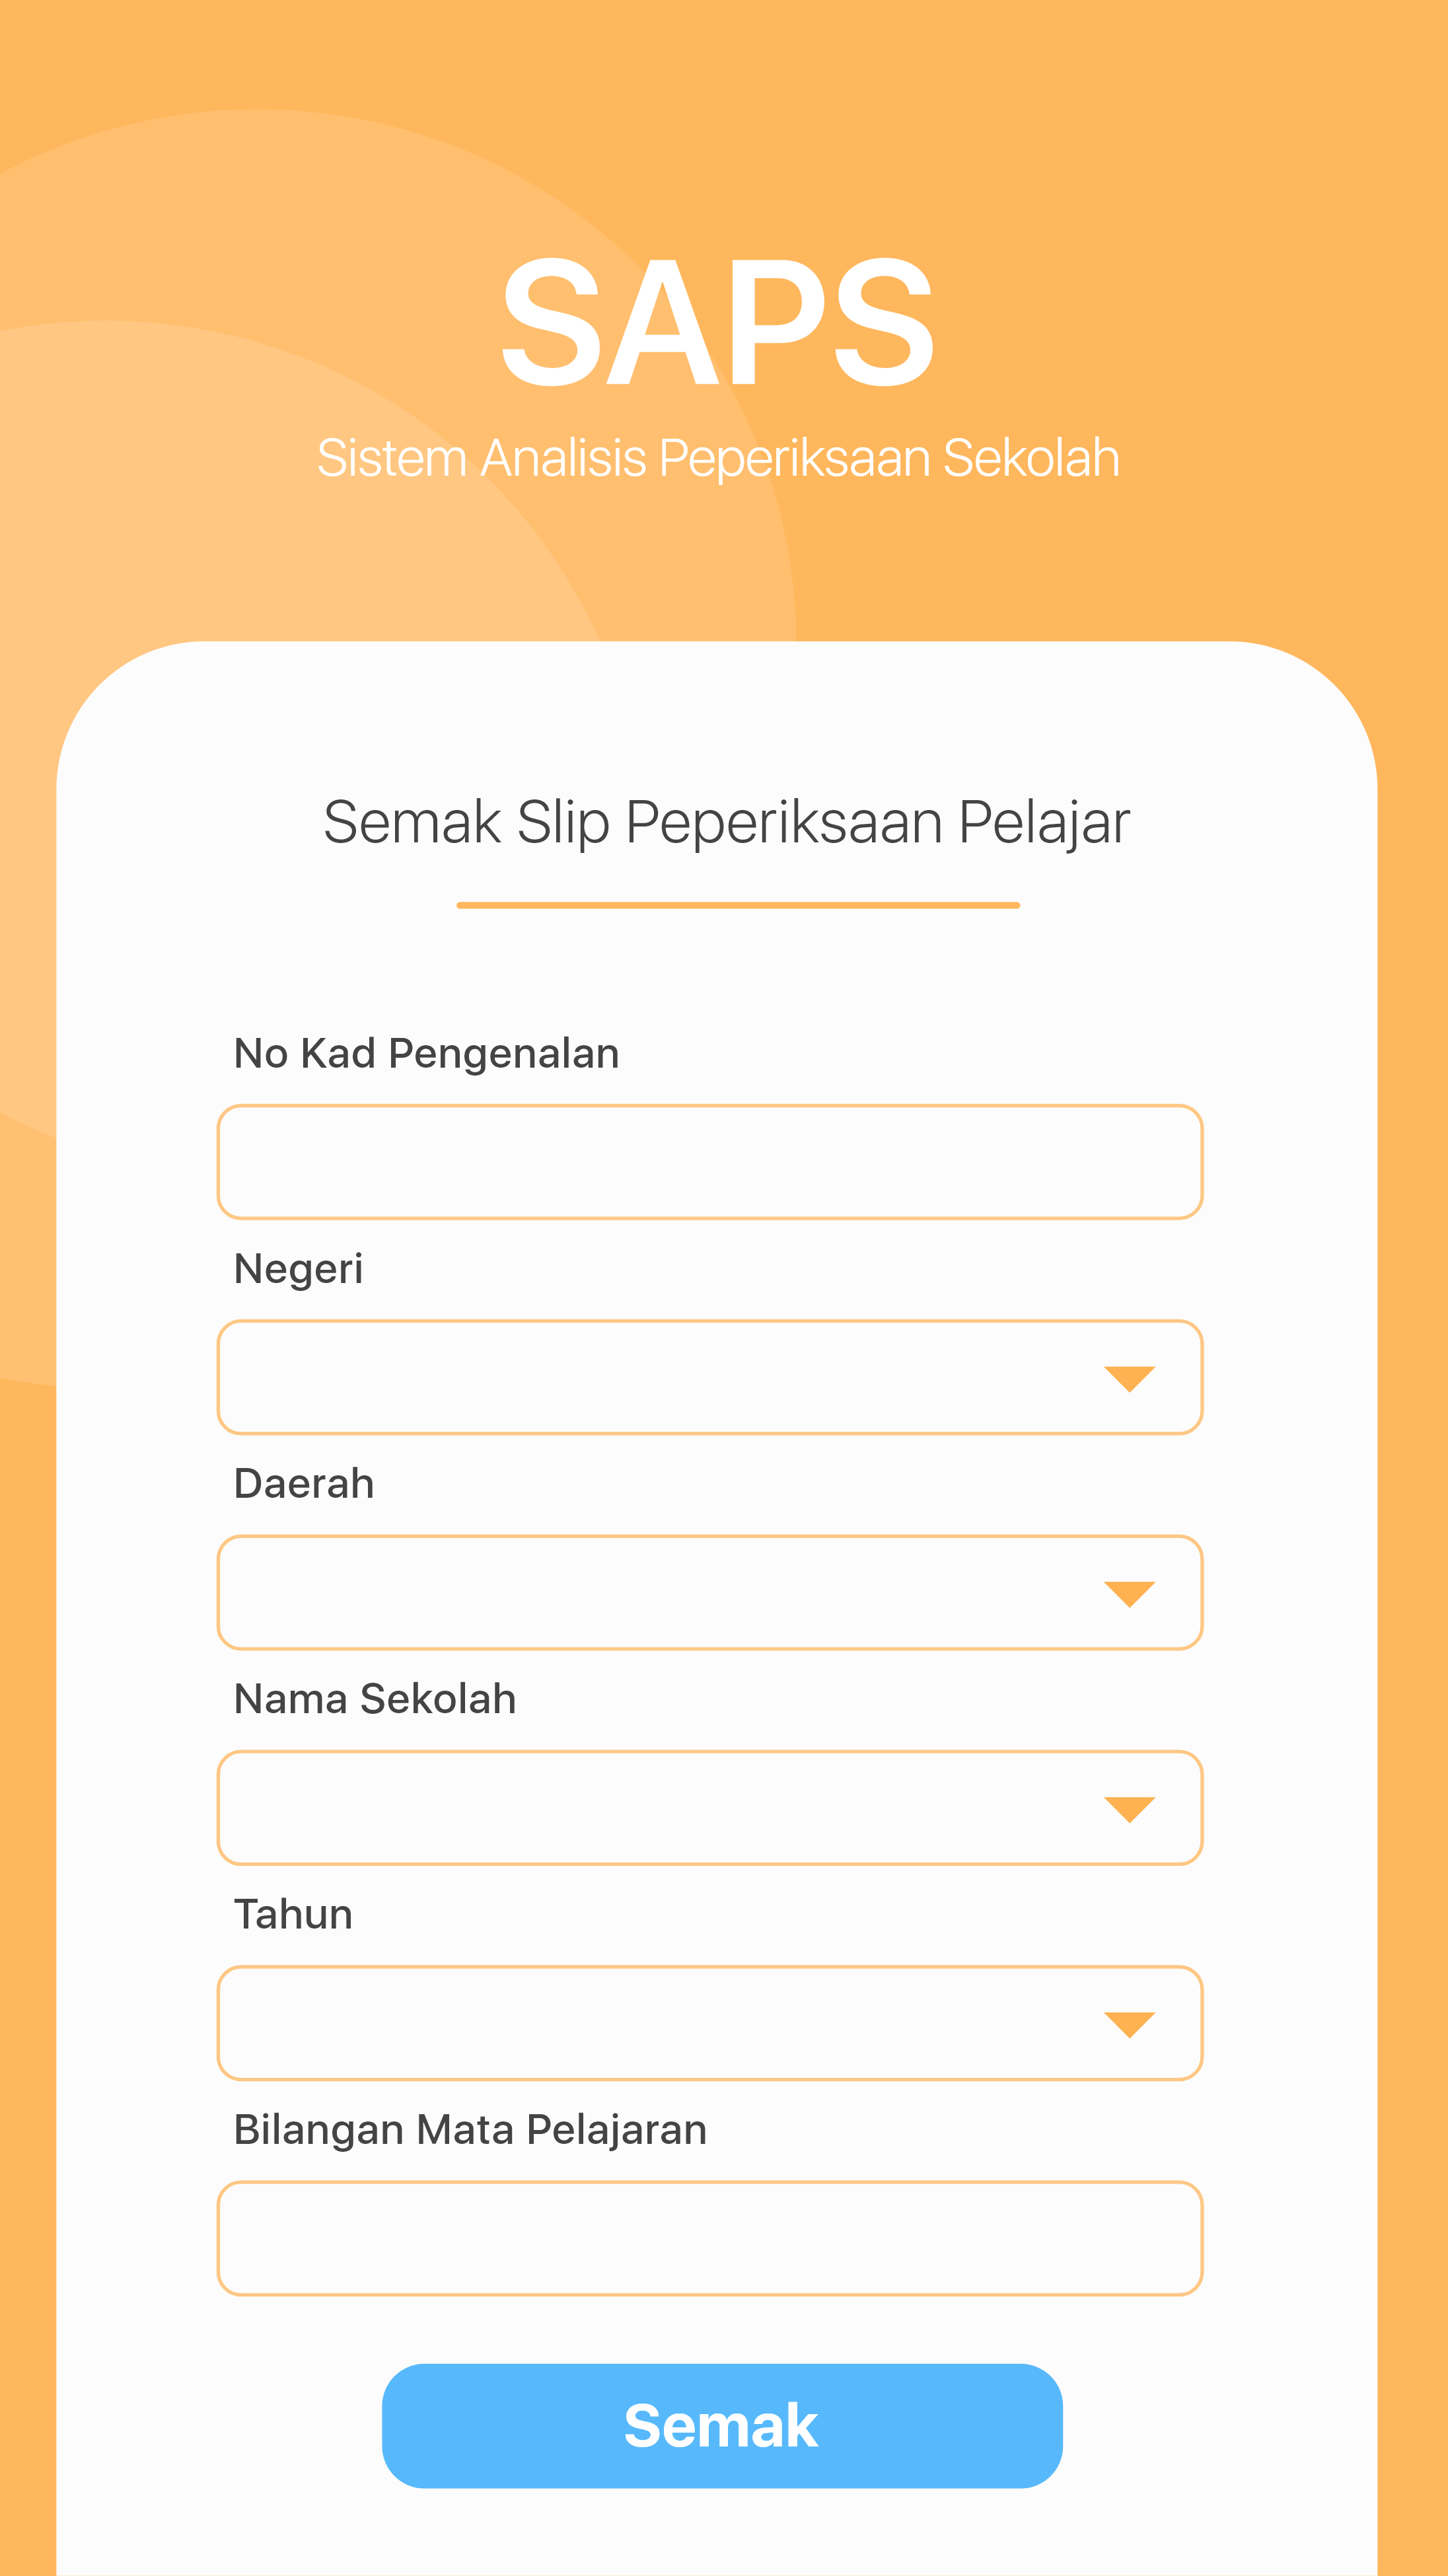 SAPS
Sistem Analisis Peperiksaan Sekolah
Semak Slip Peperiksaan Pelajar
No Kad Pengenalan
Negeri
Daerah
Nama Sekolah
Tahun
Bilangan Mata Pelajaran
Semak